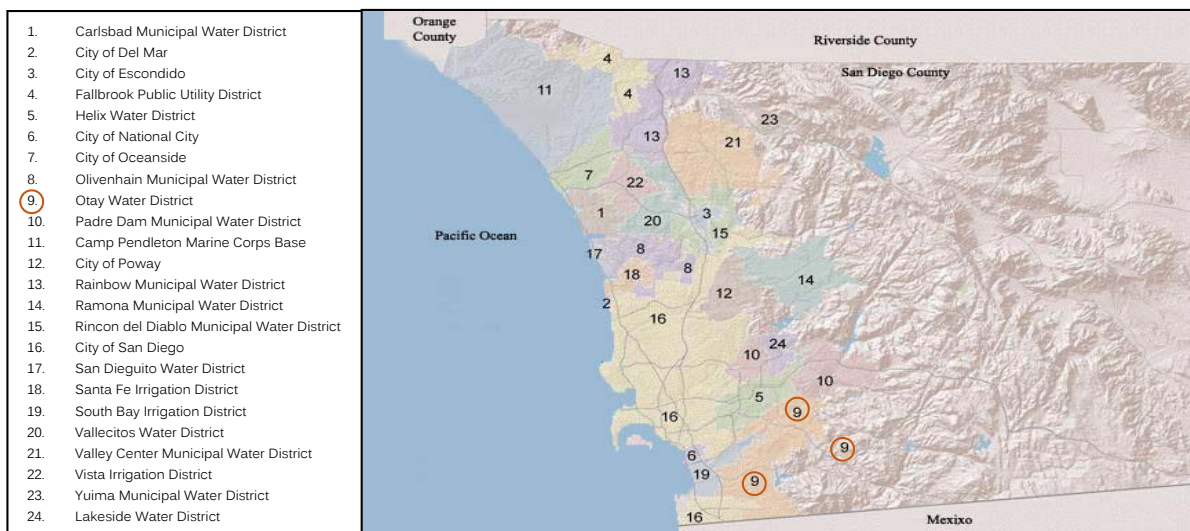 1. Carlsbad Municipal Water District
2. City of Del Mar
3. City of Escondido
4. Fallbrook Public Utility District
5. Helix Water District
6. City of National City
7. City of Oceanside
8. Olivenhain Municipal Water District
9. Otay Water District
10. Padre Dam Municipal Water District
11. Camp Pendleton Marine Corps Base
12. City of Poway
13. Rainbow Municipal Water District
14. Ramona Municipal Water District
15. Rincon del Diablo Municipal Water District
16. City of San Diego
17. San Dieguito Water District
18. Santa Fe Irrigation District
19. South Bay Irrigation District
20. Vallecitos Water District
21. Valley Center Municipal Water District
22. Vista Irrigation District
23. Yuima Municipal Water District
24. Lakeside Water District
Orange
County
Riverside County
San Diego County
4
13
11
4
23
13
21
7
22
1
20
3
15
Pacific Ocean
17
8
8
18
14
2
12
16
24
10
10
5
9
16
9
6
19
9
16
Mexixo